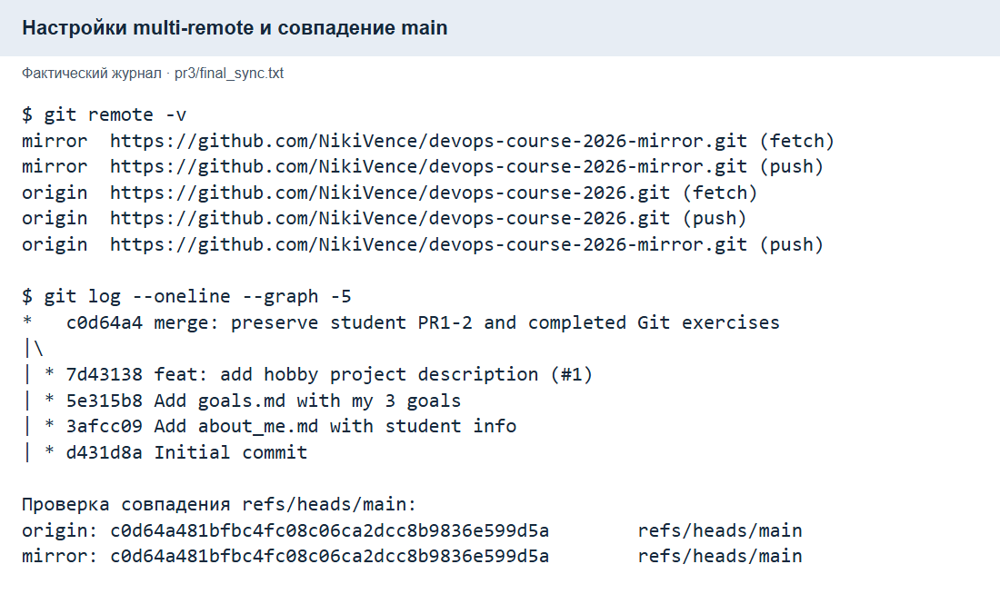 Настройки multi-remote и совпадение main
Фактический журнал · pr3/final_sync.txt
$ git remote -v
mirror  https://github.com/NikiVence/devops-course-2026-mirror.git (fetch)
mirror  https://github.com/NikiVence/devops-course-2026-mirror.git (push)
origin  https://github.com/NikiVence/devops-course-2026.git (fetch)
origin  https://github.com/NikiVence/devops-course-2026.git (push)
origin  https://github.com/NikiVence/devops-course-2026-mirror.git (push)
$ git log --oneline --graph -5
*   c0d64a4 merge: preserve student PR1-2 and completed Git exercises
|\
| * 7d43138 feat: add hobby project description (#1)
| * 5e315b8 Add goals.md with my 3 goals
| * 3afcc09 Add about_me.md with student info
| * d431d8a Initial commit
Проверка совпадения refs/heads/main:
origin: c0d64a481bfbc4fc08c06ca2dcc8b9836e599d5a        refs/heads/main
mirror: c0d64a481bfbc4fc08c06ca2dcc8b9836e599d5a        refs/heads/main